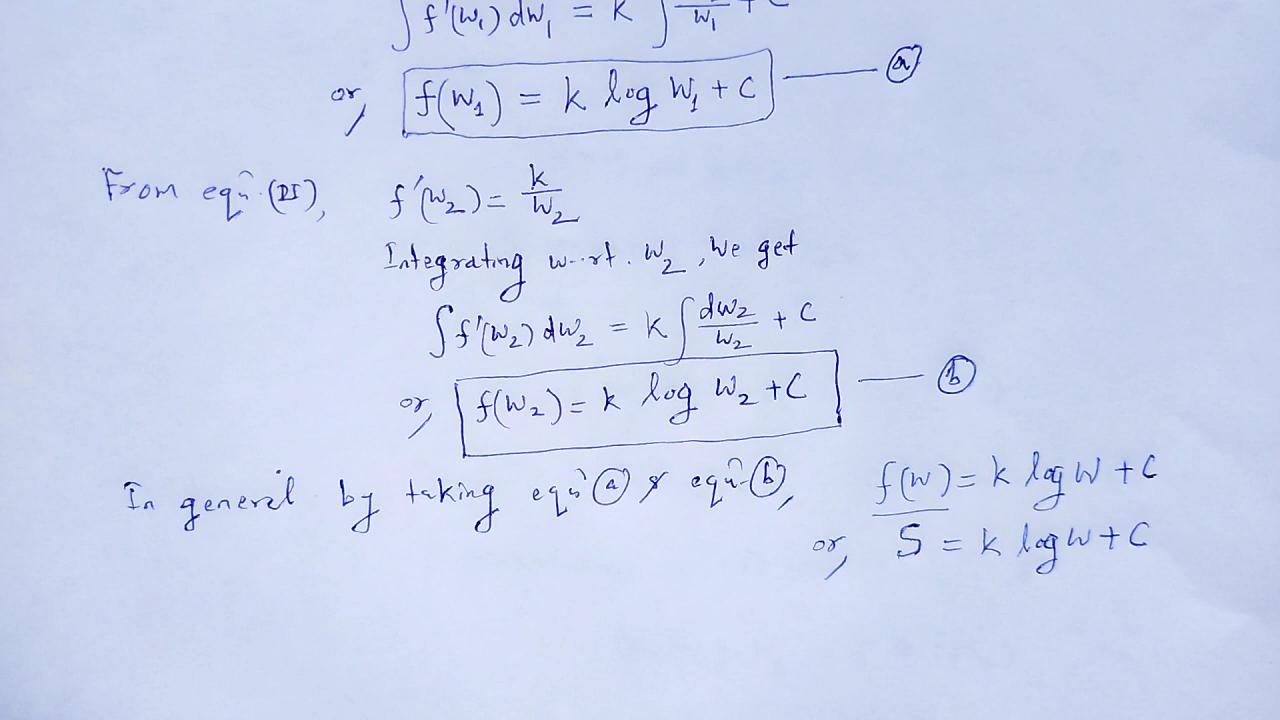 ∫ f'(W₁) dW₁ = k ∫ W₁ + C
or, f(W₁) = k log W₁ + C —— (a)
From eqn. (II), f'(W₂) = k/W₂
Integrating w.r.t. W₂, We get
∫ f'(W₂) dW₂ = k ∫ dW₂/W₂ + C
or, f(W₂) = k log W₂ + C —— (b)
In general by taking eqn (a) & eqn (b), f(W) = k log W + C
or, S = k log W + C